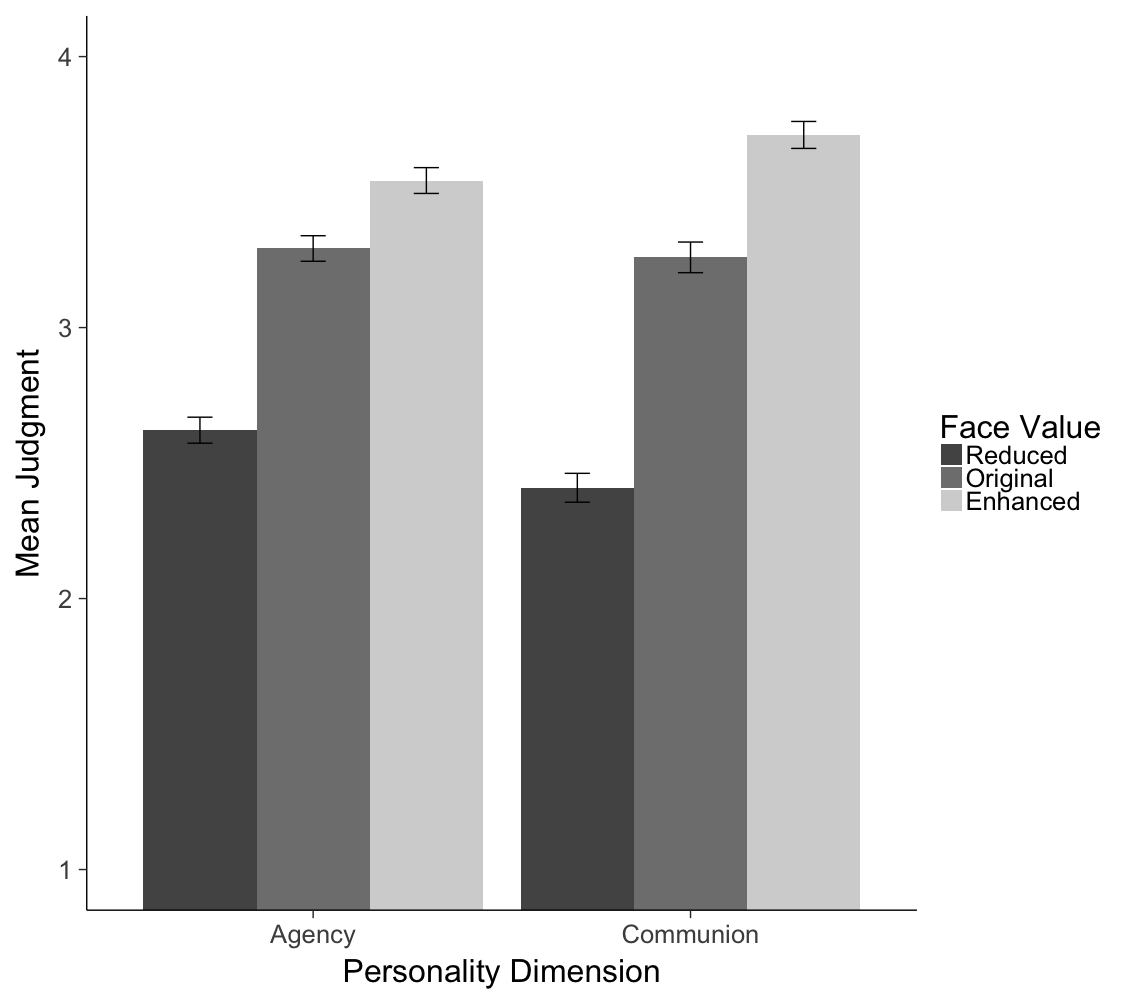 4
3
2
1
Mean Judgment
Agency
Communion
Personality Dimension
Face Value
Reduced
Original
Enhanced